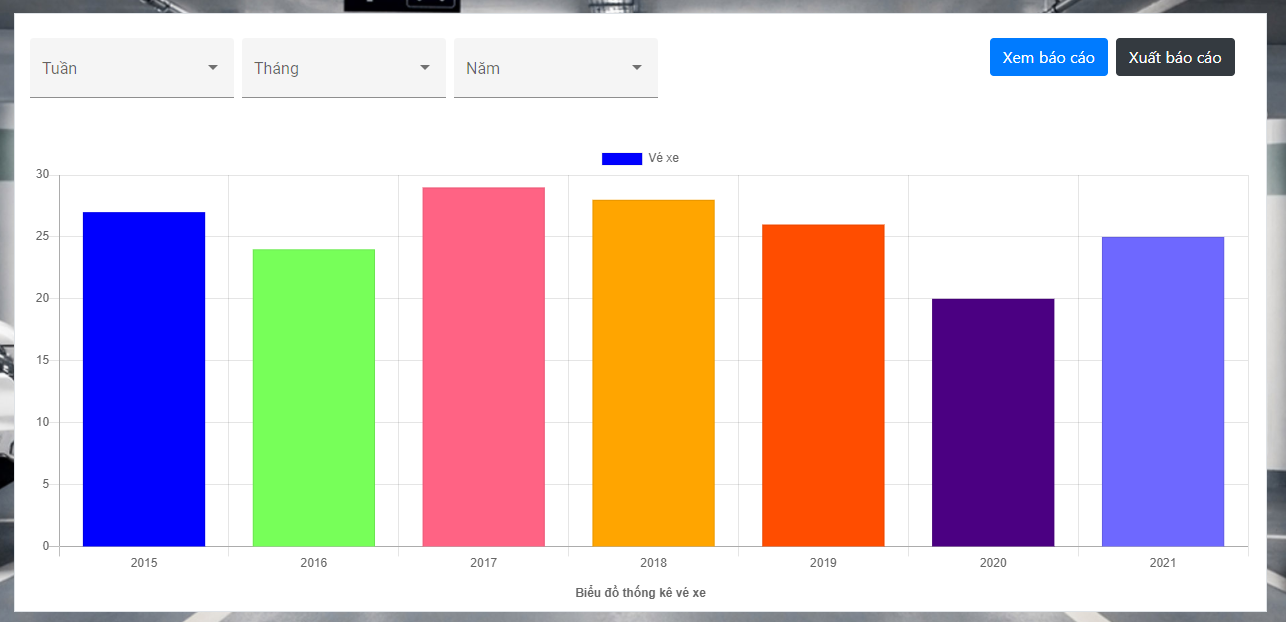 Tuần
Tháng
Năm
Xem báo cáo
Xuất báo cáo
Vé xe
30
25
20
15
10
5
0
2015
2016
2017
2018
2019
2020
2021
Biểu đồ thống kê vé xe